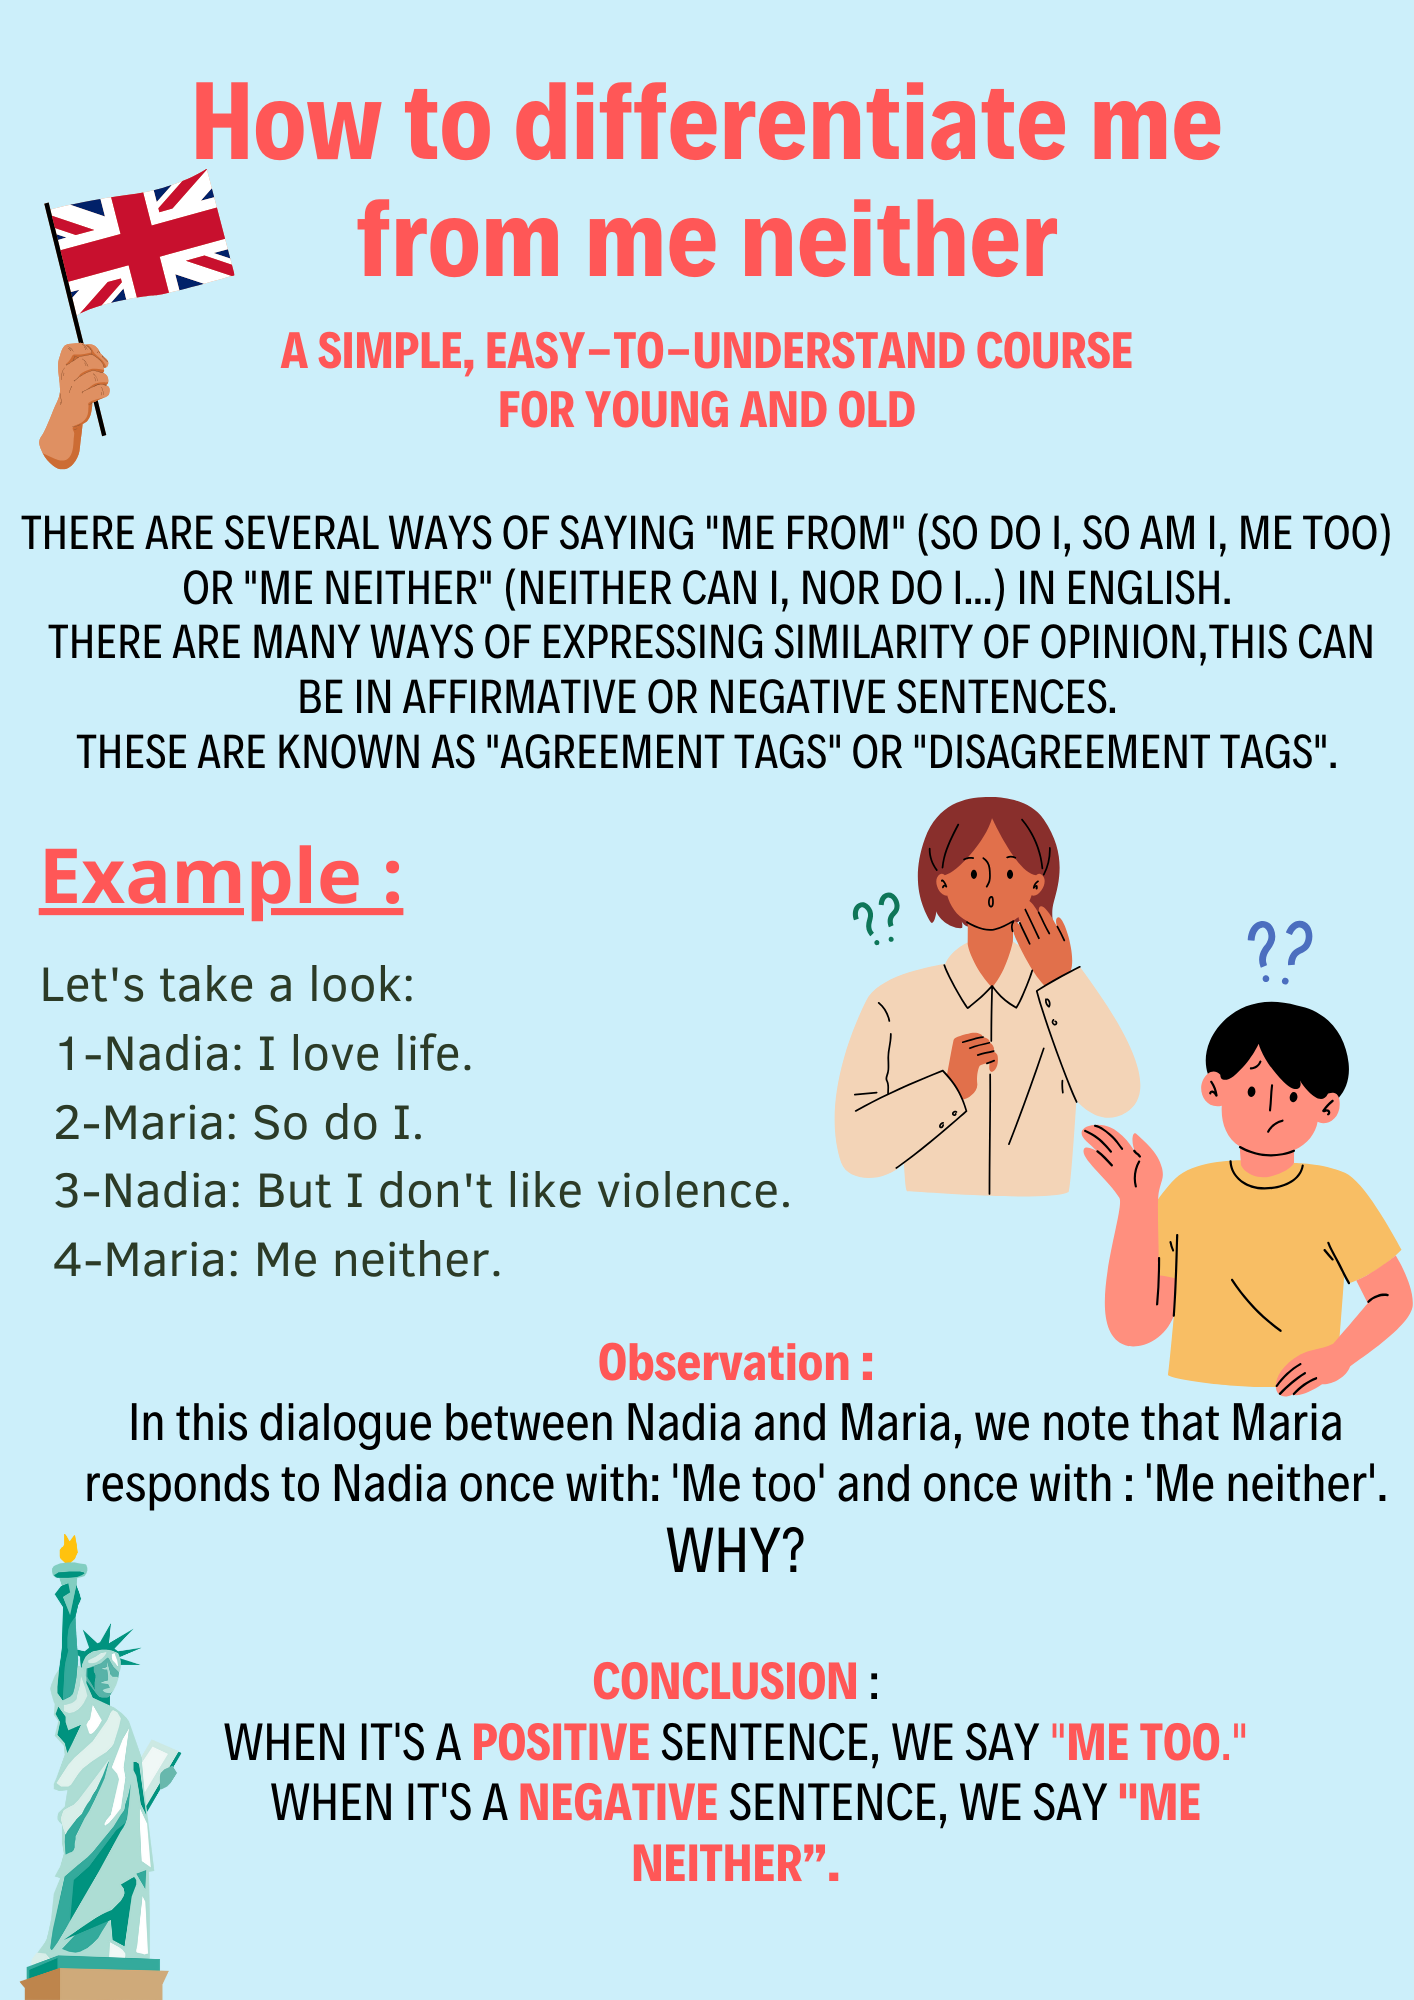 How to differentiate me
from me neither
A SIMPLE, EASY-TO-UNDERSTAND COURSE
FOR YOUNG AND OLD
THERE ARE SEVERAL WAYS OF SAYING "ME FROM" (SO DO I, SO AM I, ME TOO)
OR "ME NEITHER" (NEITHER CAN I, NOR DO I...) IN ENGLISH.
THERE ARE MANY WAYS OF EXPRESSING SIMILARITY OF OPINION,THIS CAN
BE IN AFFIRMATIVE OR NEGATIVE SENTENCES.
THESE ARE KNOWN AS "AGREEMENT TAGS" OR "DISAGREEMENT TAGS".
Example :
??
??
Let's take a look:
1-Nadia: I love life.
2-Maria: So do I.
3-Nadia: But I don't like violence.
4-Maria: Me neither.
Observation :
In this dialogue between Nadia and Maria, we note that Maria
responds to Nadia once with: 'Me too' and once with : 'Me neither'.
WHY?
CONCLUSION :
WHEN IT'S A POSITIVE SENTENCE, WE SAY "ME TOO."
WHEN IT'S A NEGATIVE SENTENCE, WE SAY "ME
NEITHER”.